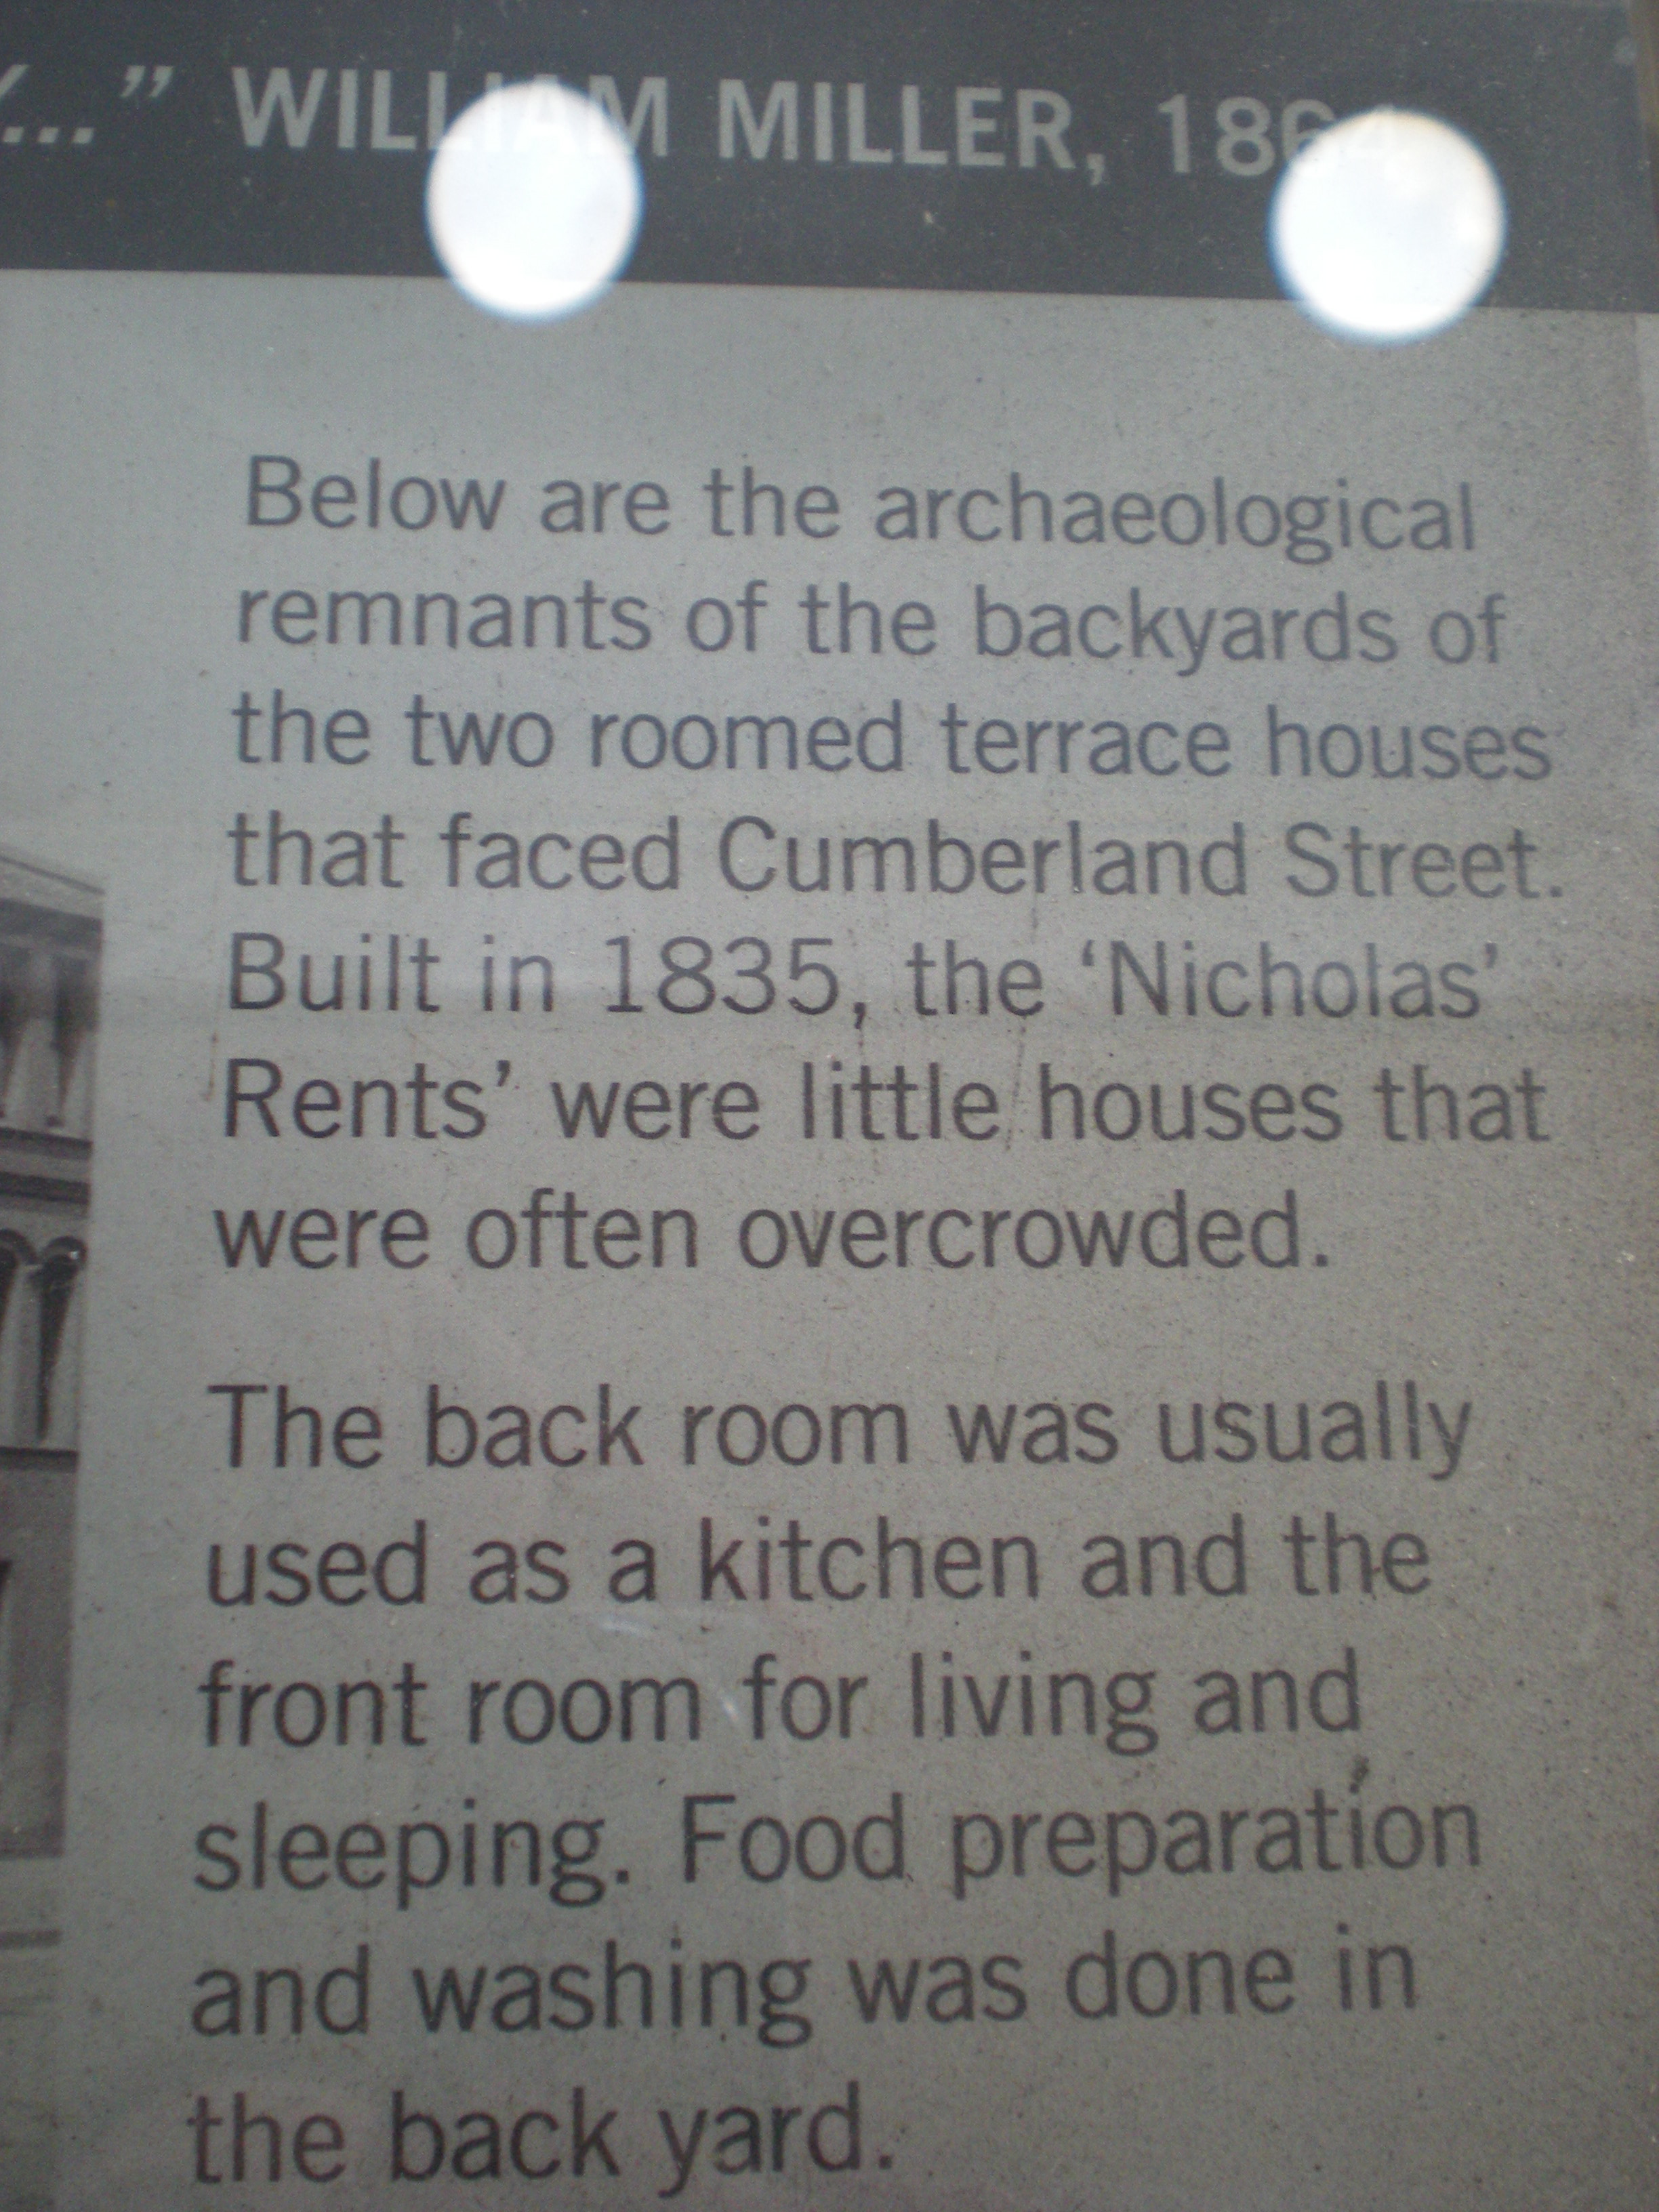 ...” WILLIAM MILLER, 1864
Below are the archaeological
remnants of the backyards of
the two roomed terrace houses
that faced Cumberland Street.
Built in 1835, the ‘Nicholas’
Rents’ were little houses that
were often overcrowded.
The back room was usually
used as a kitchen and the
front room for living and
sleeping. Food preparation
and washing was done in
the back yard.